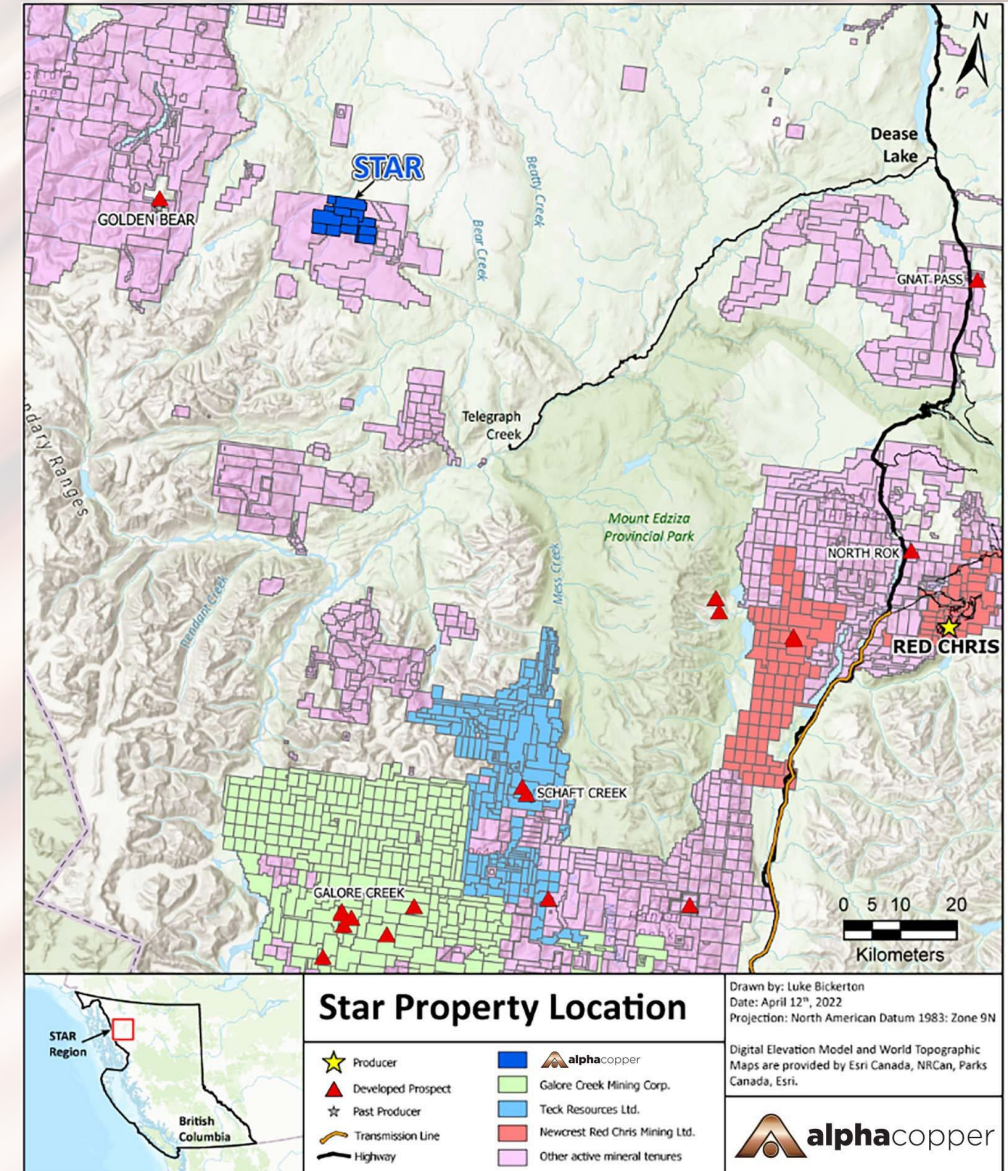 N
Dease
Lake
STAR
Beatty Creek
Bear Creek
GOLDEN BEAR
GNAT PASS
Telegraph
Creek
ndary Ranges
Mount Edziza
Provincial Park
NORTH ROK
Mess Creek
RED CHRIS
SCHAFT CREEK
GALORE CREEK
0 5 10 20
Kilometers
STAR
Region
British
Columbia
Star Property Location
Producer
Developed Prospect
Past Producer
Transmission Line
Highway
alphacopper
Galore Creek Mining Corp.
Teck Resources Ltd.
Newcrest Red Chris Mining Ltd.
Other active mineral tenures
Drawn by: Luke Bickerton
Date: April 12th, 2022
Projection: North American Datum 1983: Zone 9N
Digital Elevation Model and World Topographic
Maps are provided by Esri Canada, NRCan, Parks
Canada, Esri.
alphacopper